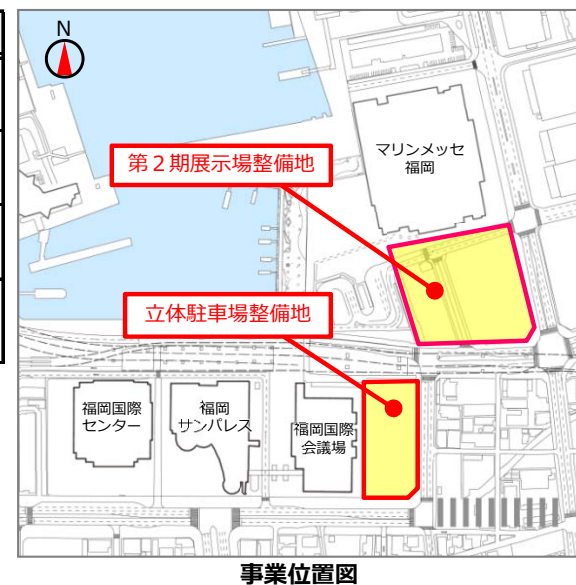 N
マリンメッセ
福岡
第２期展示場整備地
立体駐車場整備地
福岡国際
センター
福岡
サンパレス
福岡国際
会議場
事業位置図